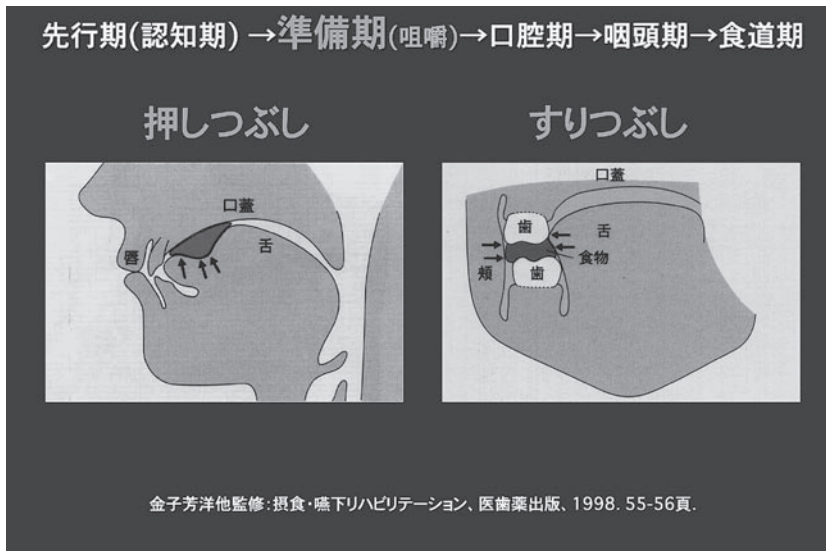 先行期(認知期)→準備期(咀嚼)→口腔期→咽頭期→食道期
押しつぶし
すりつぶし
口蓋
唇
舌
口蓋
歯
舌
食物
頬
歯
金子芳洋他監修:摂食・嚥下リハビリテーション、医歯薬出版、1998. 55-56頁.